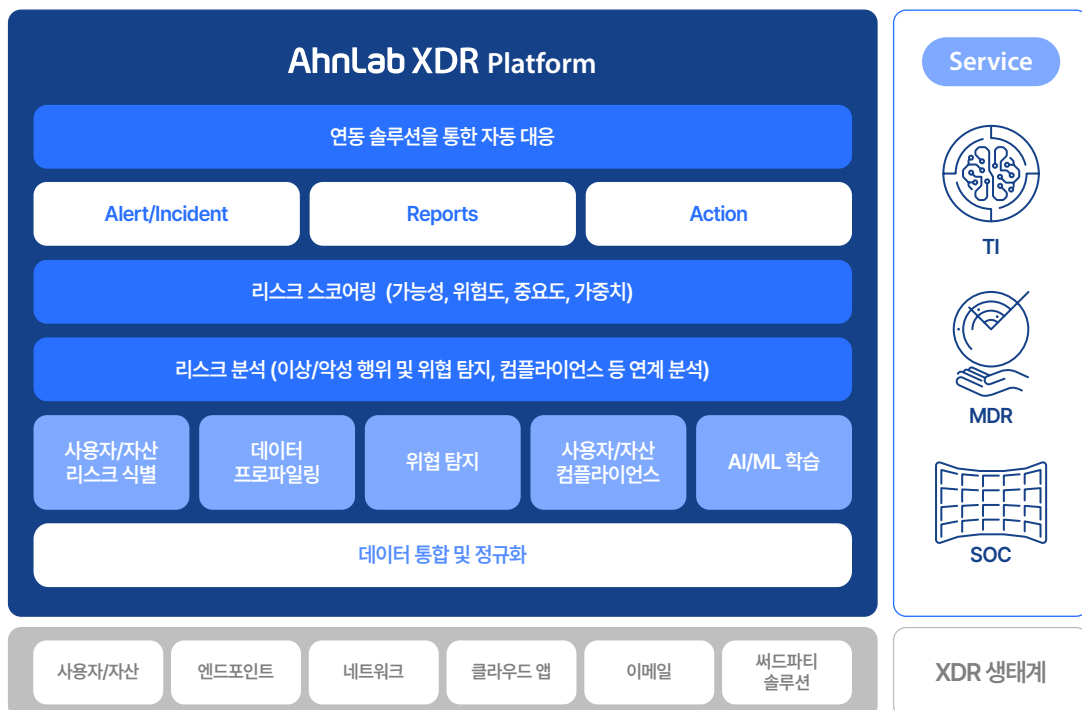 AhnLab XDR Platform
연동 솔루션을 통한 자동 대응
Alert/Incident
Reports
Action
리스크 스코어링 (가능성, 위험도, 중요도, 가중치)
리스크 분석 (이상/악성 행위 및 위협 탐지, 컴플라이언스 등 연계 분석)
사용자/자산
리스크 식별
데이터
프로파일링
위협 탐지
사용자/자산
컴플라이언스
AI/ML 학습
데이터 통합 및 정규화
사용자/자산
엔드포인트
네트워크
클라우드 앱
이메일
써드파티
솔루션
Service
TI
MDR
SOC
XDR 생태계